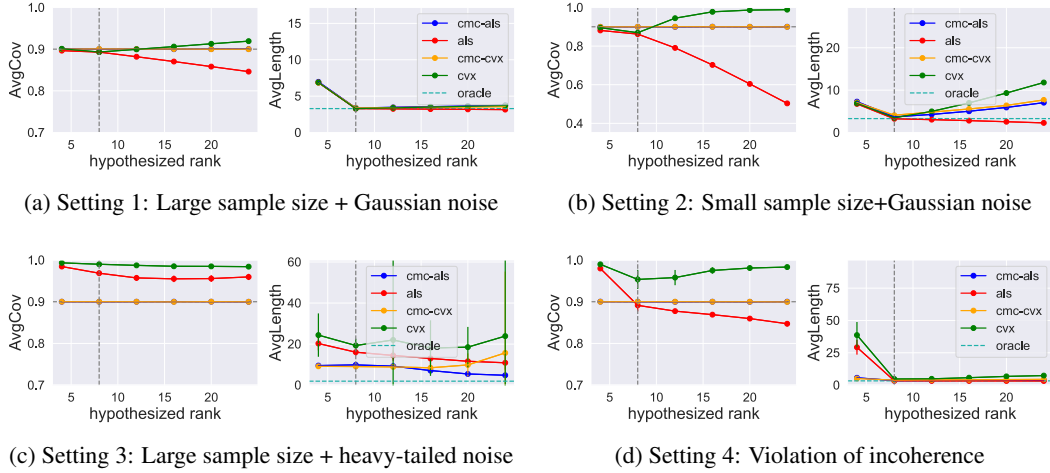 AvgCov
1.0
0.9
0.8
0.7
5 10 15 20
hypothesized rank
AvgLength
10
5
0
5 10 15 20
hypothesized rank
cmc-als
als
cmc-cvx
cvx
oracle
(a) Setting 1: Large sample size + Gaussian noise
AvgCov
1.0
0.8
0.6
0.4
5 10 15 20
hypothesized rank
AvgLength
20
10
0
5 10 15 20
hypothesized rank
cmc-als
als
cmc-cvx
cvx
oracle
(b) Setting 2: Small sample size+Gaussian noise
AvgCov
1.0
0.9
0.8
0.7
5 10 15 20
hypothesized rank
AvgLength
60
40
20
0
5 10 15 20
hypothesized rank
cmc-als
als
cmc-cvx
cvx
oracle
(c) Setting 3: Large sample size + heavy-tailed noise
AvgCov
1.0
0.9
0.8
0.7
5 10 15 20
hypothesized rank
AvgLength
75
50
25
0
5 10 15 20
hypothesized rank
cmc-als
als
cmc-cvx
cvx
oracle
(d) Setting 4: Violation of incoherence